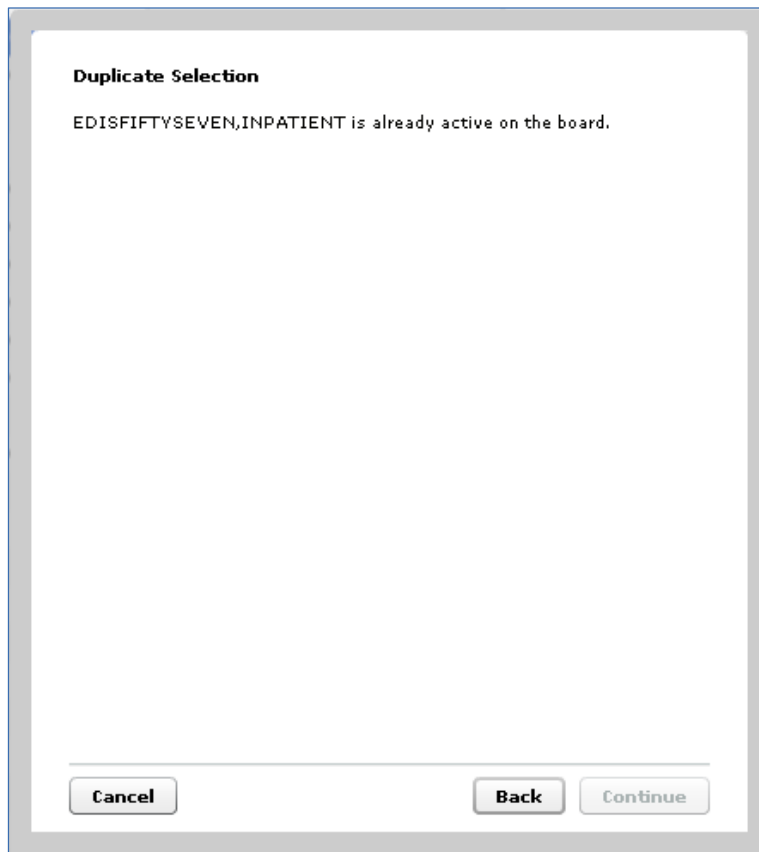 Duplicate Selection
EDISFIFTYSEVEN,INPATIENT is already active on the board.
Cancel
Back
Continue